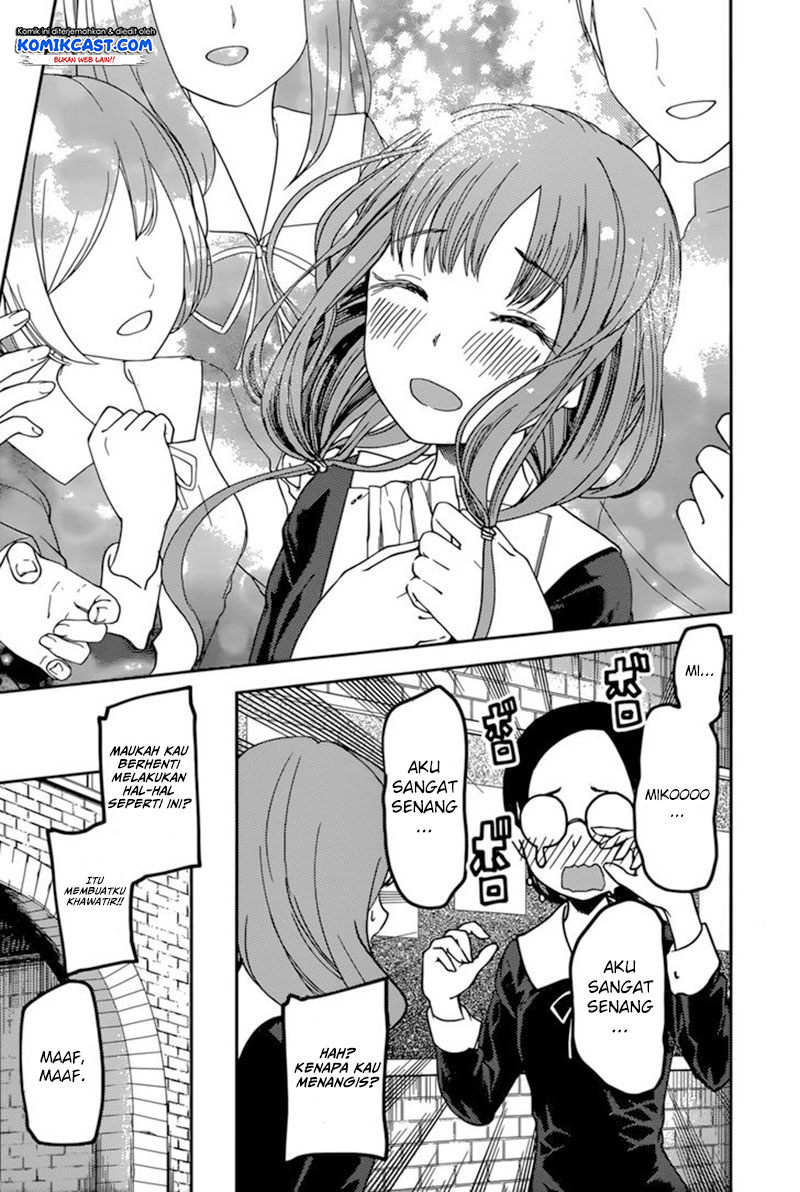 Komik ini diterjemahkan & diedit oleh
KOMIKCAST.COM
BUKAN WEB LAIN!!
MI...
MIKOOOO
...
ボロ
ボロ
ボロ
AKU
SANGAT
SENANG
...
AKU
SANGAT
SENANG
...
HAH?
KENAPA KAU
MENANGIS?
MAUKAH KAU
BERHENTI
MELAKUKAN
HAL-HAL
SEPERTI INI?
ITU
MEMBUATKU
KHAWATIR!!
MAAF,
MAAF.